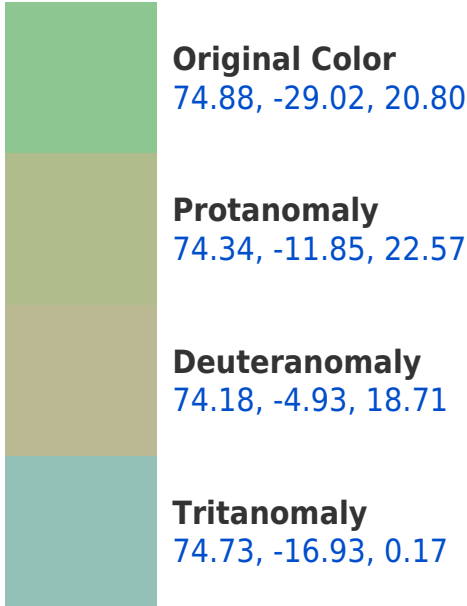 Original Color
74.88, -29.02, 20.80
Protanomaly
74.34, -11.85, 22.57
Deuteranomaly
74.18, -4.93, 18.71
Tritanomaly
74.73, -16.93, 0.17